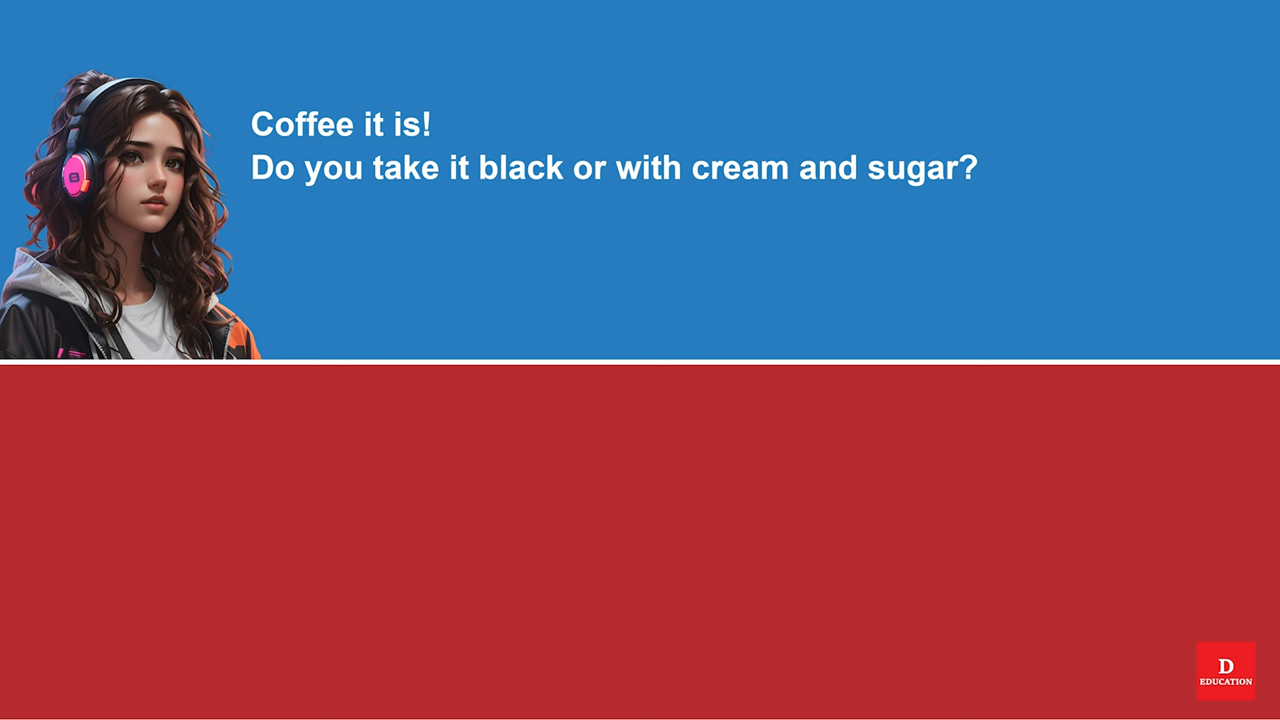 Coffee it is!
Do you take it black or with cream and sugar?
D
EDUCATION